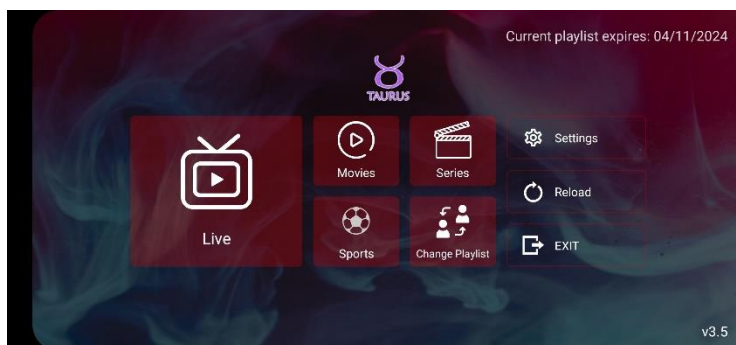 Current playlist expires: 04/11/2024
TAURUS
Live
Movies
Series
Sports
Change Playlist
Settings
Reload
EXIT
v3.5